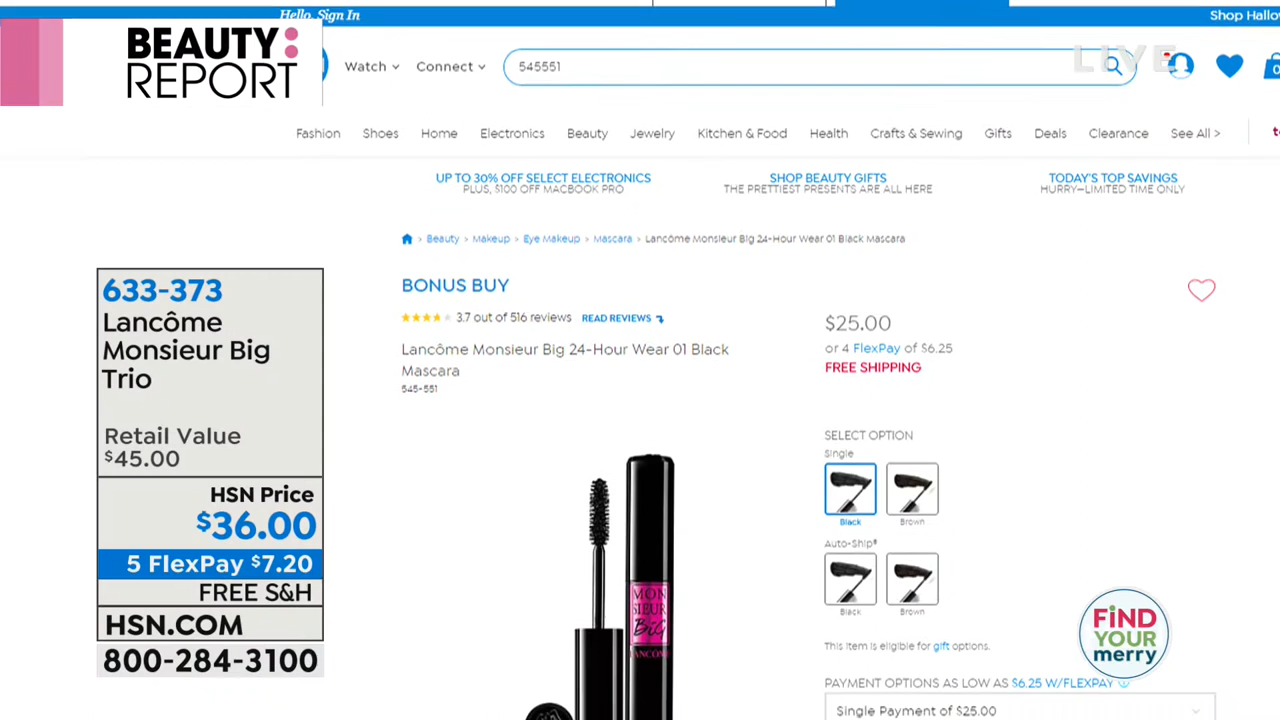 Hello, Sign In
Shop Hallo
BEAUTY:
REPORT
Watch
Connect
545551
LIVE
0
Fashion
Shoes
Home
Electronics
Beauty
Jewelry
Kitchen & Food
Health
Crafts & Sewing
Gifts
Deals
Clearance
See All >
UP TO 30% OFF SELECT ELECTRONICS
PLUS, $100 OFF MACBOOK PRO
SHOP BEAUTY GIFTS
THE PRETTIEST PRESENTS ARE ALL HERE
TODAY'S TOP SAVINGS
HURRY—LIMITED TIME ONLY
> Beauty > Makeup > Eye Makeup > Mascara > Lancôme Monsieur Big 24-Hour Wear 01 Black Mascara
BONUS BUY
3.7 out of 516 reviews READ REVIEWS
Lancôme Monsieur Big 24-Hour Wear 01 Black
Mascara
545-551
$25.00
or 4 FlexPay of $6.25
FREE SHIPPING
SELECT OPTION
Single
Black
Brown
Auto-Ship®
Black
Brown
This item is eligible for gift options.
PAYMENT OPTIONS AS LOW AS $6.25 W/FLEXPAY
Single Payment of $25.00
MON
SIEUR
BiG
LANCÔME
633-373
Lancôme
Monsieur Big
Trio
Retail Value
$45.00
HSN Price
$36.00
5 FlexPay $7.20
FREE S&H
HSN.COM
800-284-3100
FiND
YOUR
merry